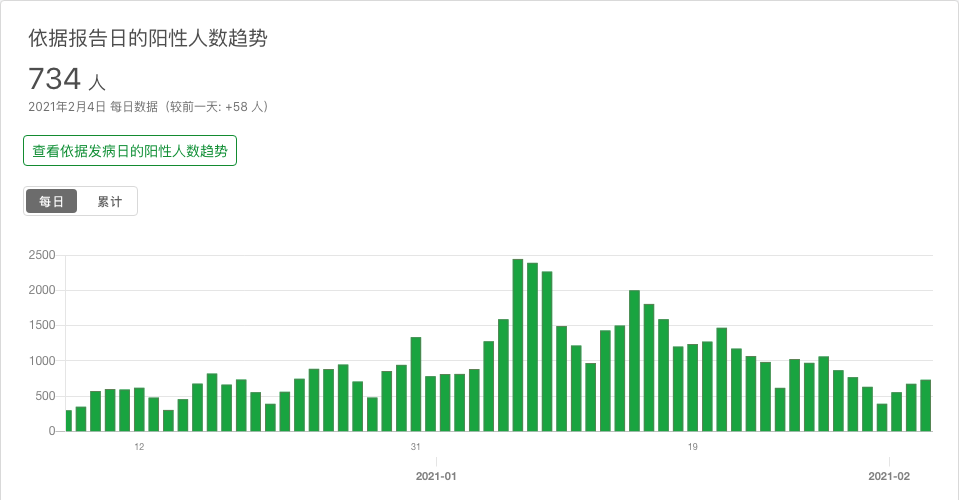 依据报告日的阳性人数趋势
734 人
2021年2月4日 每日数据（较前一天: +58 人）
查看依据发病日的阳性人数趋势
每日 累计
2500
2000
1500
1000
500
0
12 31 19
2021-01 2021-02